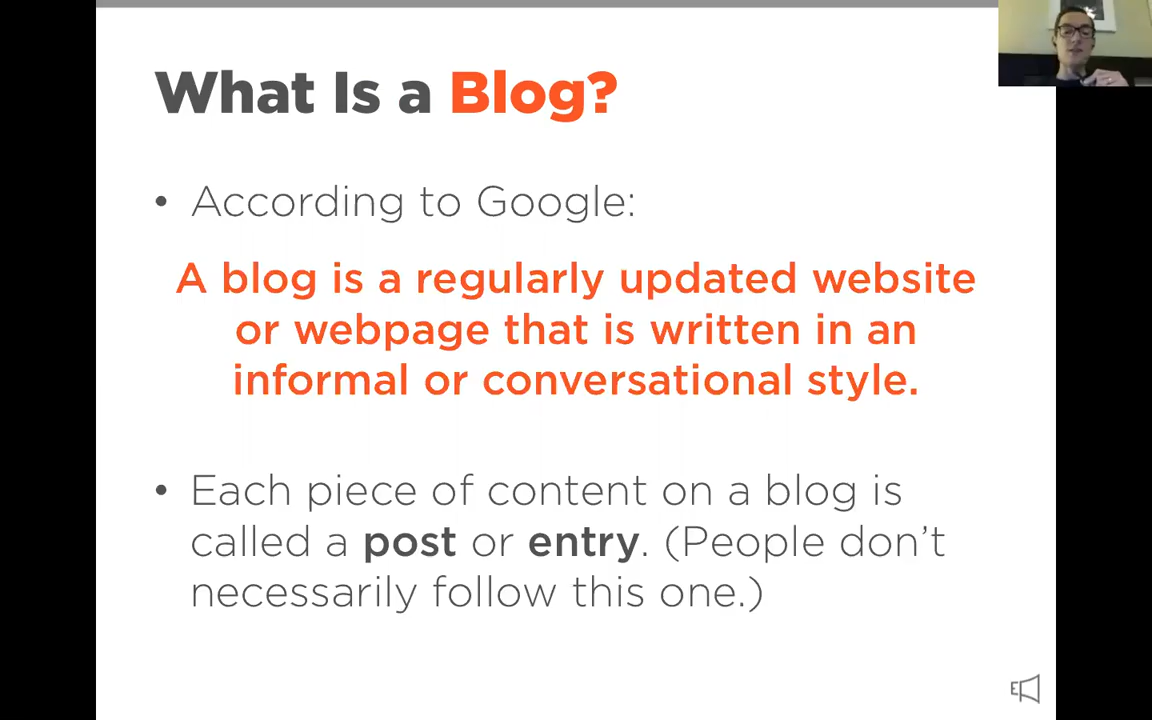 What Is a Blog?
• According to Google:
A blog is a regularly updated website
or webpage that is written in an
informal or conversational style.
• Each piece of content on a blog is
called a post or entry. (People don’t
necessarily follow this one.)
E